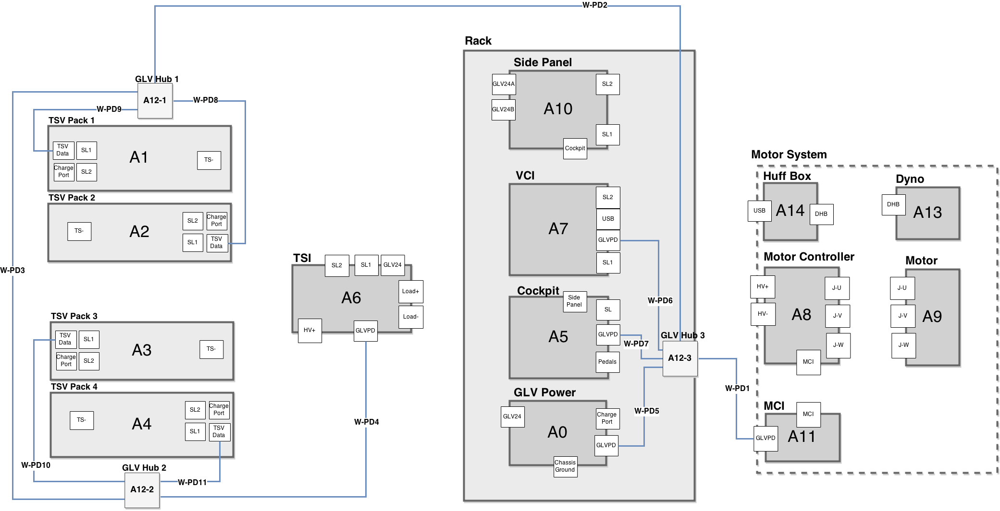 W-PD2
Rack
Side Panel
GLV24A
SL2
A10
GLV24B
SL1
Cockpit
GLV Hub 1
A12-1
W-PD8
W-PD9
TSV Pack 1
TSV
Data
SL1
A1
TS-
Charge
Port
SL2
TSV Pack 2
TS-
A2
SL2
Charge
Port
SL1
TSV
Data
W-PD3
TSV Pack 3
TSV
Data
SL1
A3
TS-
Charge
Port
SL2
TSV Pack 4
TS-
A4
SL2
Charge
Port
SL1
TSV
Data
W-PD10
GLV Hub 2
A12-2
W-PD11
TSI
SL2
SL1
GLV24
Load+
A6
Load-
HV+
GLVPD
W-PD4
VCI
SL2
USB
A7
GLVPD
SL1
W-PD6
Cockpit
Side
Panel
SL
A5
GLVPD
W-PD7
Pedals
GLV Hub 3
A12-3
GLV Power
GLV24
Charge
Port
A0
GLVPD
Chassis
Ground
W-PD5
W-PD1
Motor System
Huff Box
USB
A14
DHB
Dyno
DHB
A13
Motor Controller
HV+
J-U
HV-
A8
J-V
J-W
MCI
Motor
J-U
J-V
A9
J-W
MCI
MCI
GLVPD
A11